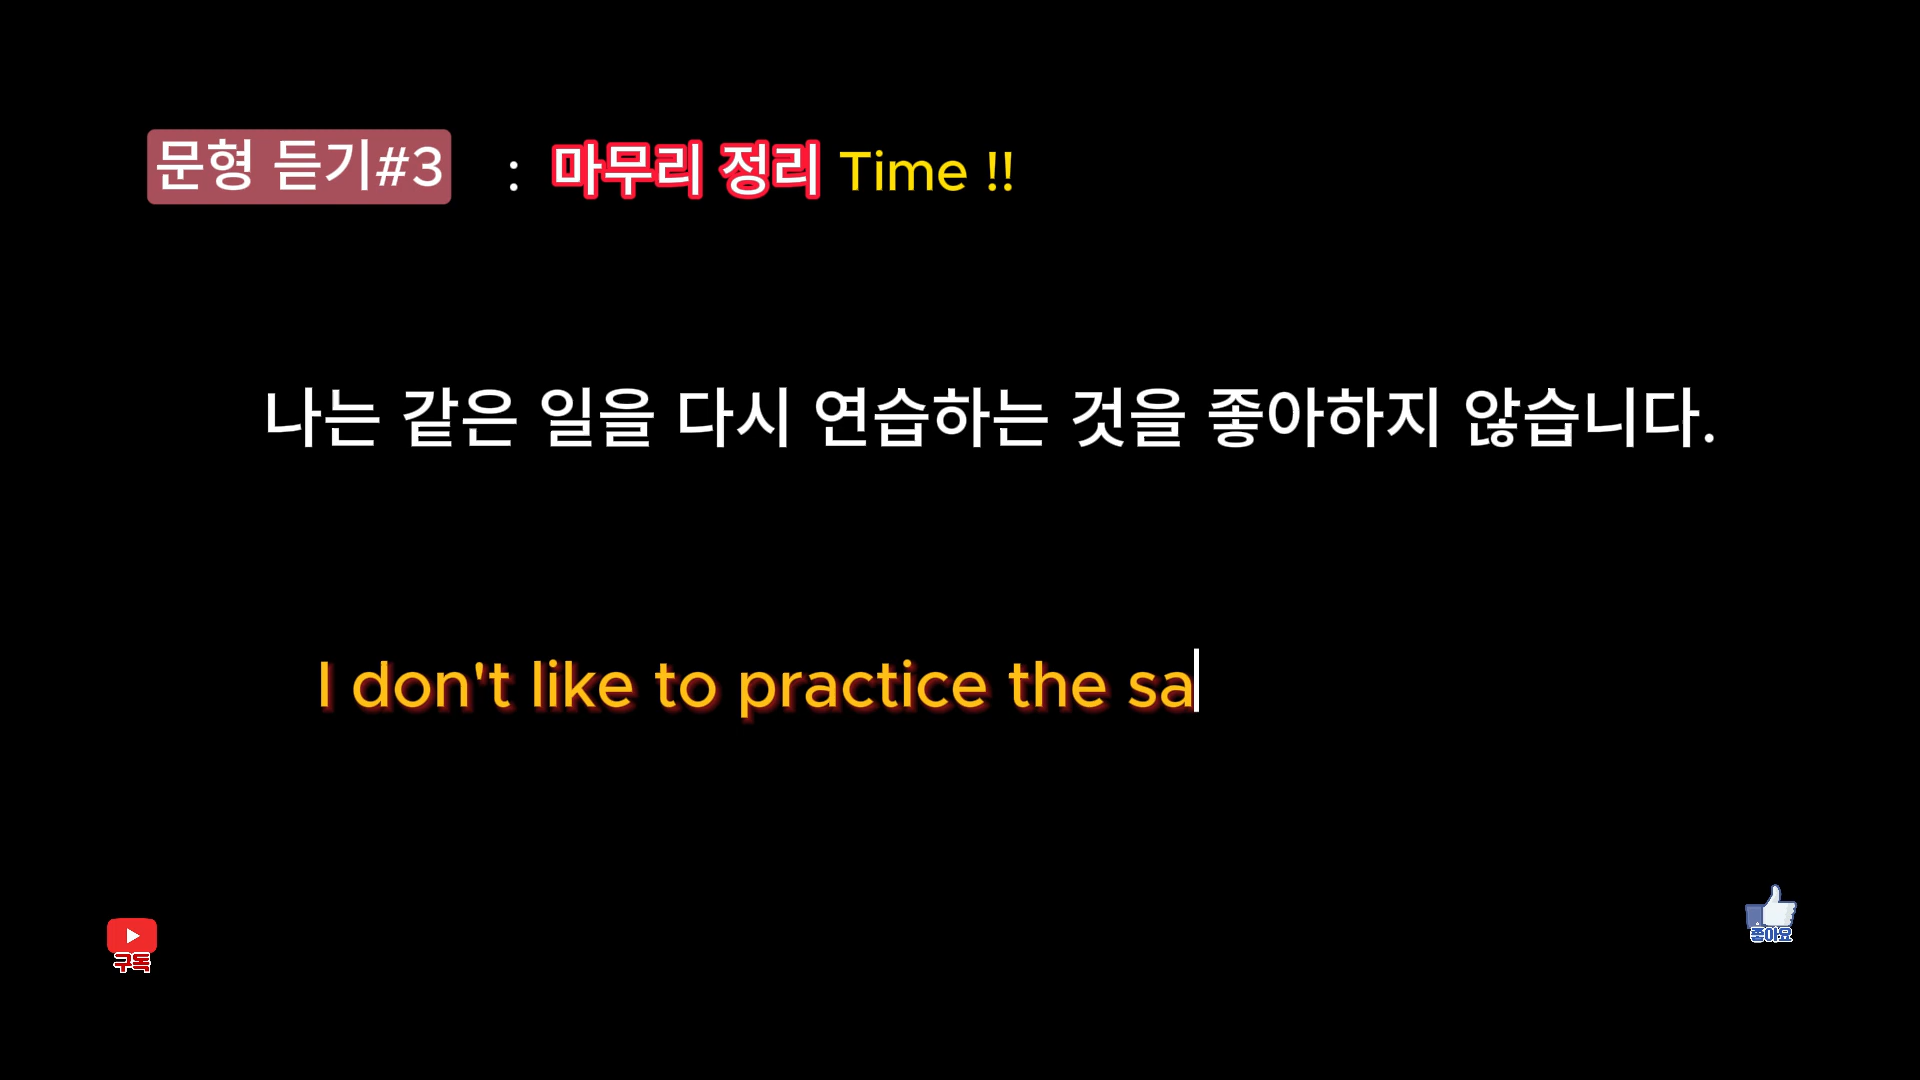 문형 듣기#3 : 마무리 정리 Time !!
나는 같은 일을 다시 연습하는 것을 좋아하지 않습니다.
I don't like to practice the sa
구독
좋아요